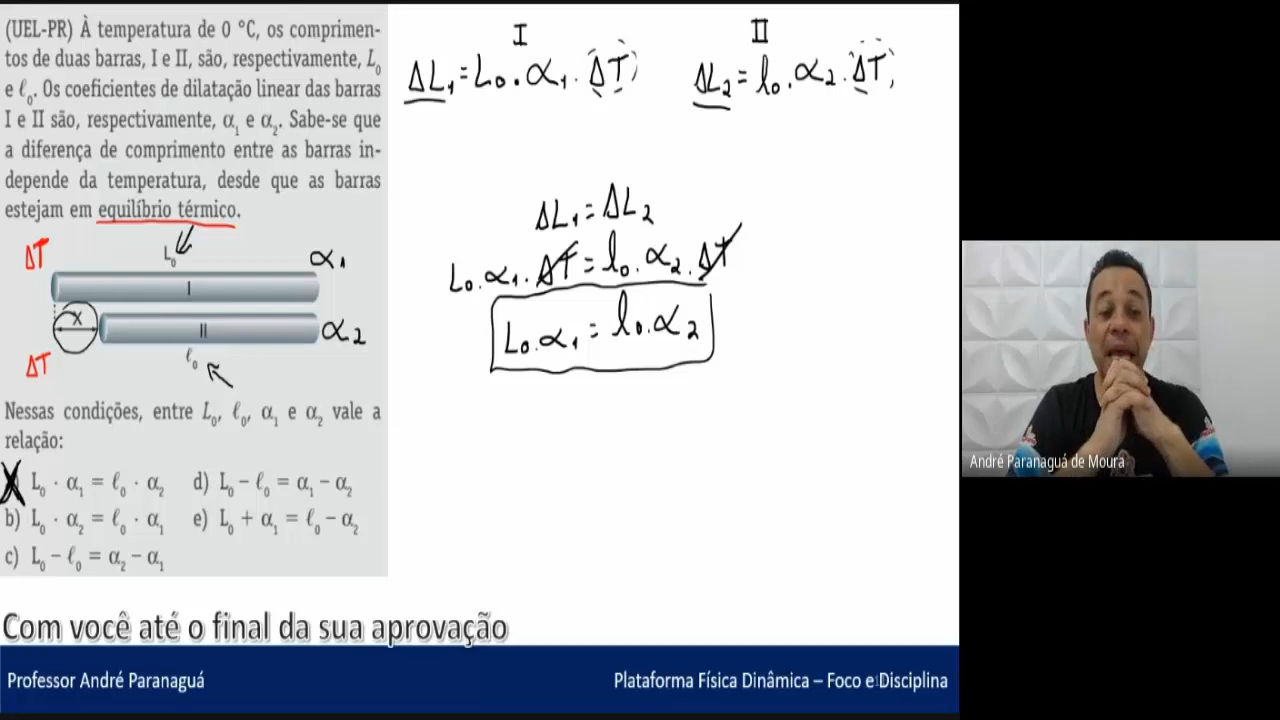 (UEL-PR) À temperatura de 0 °C, os comprimen-
tos de duas barras, I e II, são, respectivamente, L₀
e ℓ₀. Os coeficientes de dilatação linear das barras
I e II são, respectivamente, α₁ e α₂. Sabe-se que
a diferença de comprimento entre as barras in-
depende da temperatura, desde que as barras
estejam em equilíbrio térmico.
ΔT L₀ α₁
I
x II α₂
ΔT ℓ₀
Nessas condições, entre L₀, ℓ₀, α₁ e α₂ vale a
relação:
L₀ · α₁ = ℓ₀ · α₂ d) L₀ − ℓ₀ = α₁ − α₂
b) L₀ · α₂ = ℓ₀ · α₁ e) L₀ + α₁ = ℓ₀ − α₂
c) L₀ − ℓ₀ = α₂ − α₁
I II
ΔL₁ = L₀ . α₁ . ΔT ΔL₂ = l₀ . α₂ . ΔT
ΔL₁ = ΔL₂
L₀ . α₁ . ΔT = l₀ . α₂ . ΔT
L₀ . α₁ = l₀ . α₂
André Paranaguá de Moura
Com você até o final da sua aprovação
Professor André Paranaguá Plataforma Física Dinâmica – Foco e Disciplina